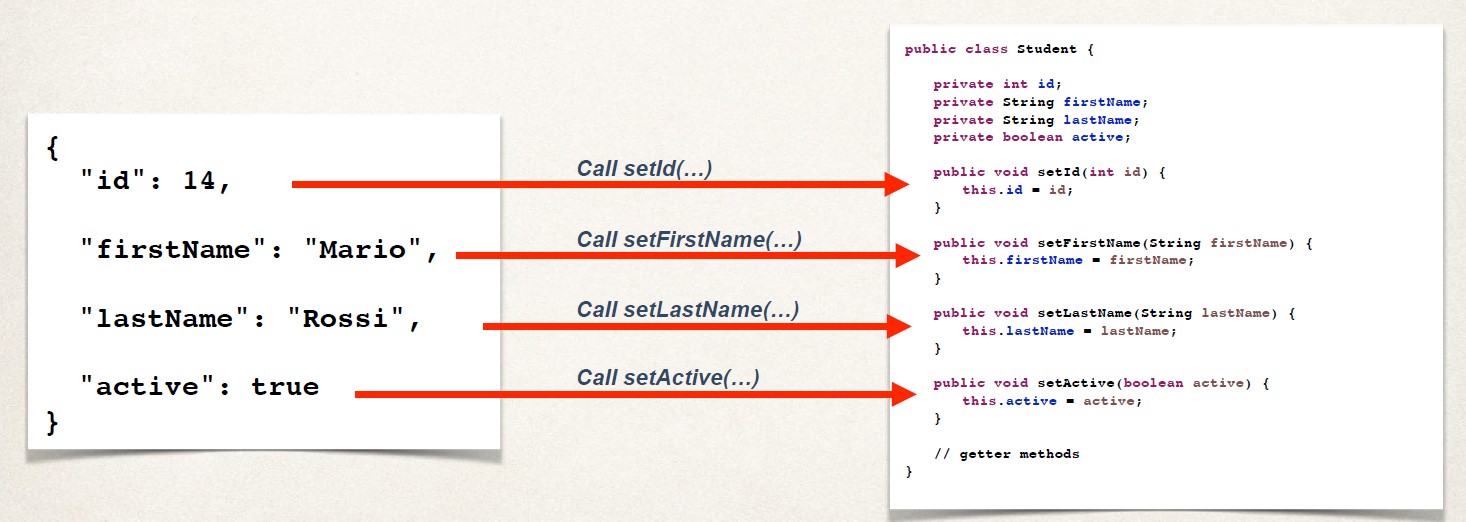 {
"id": 14,
"firstName": "Mario",
"lastName": "Rossi",
"active": true
}
Call setId(…)
Call setFirstName(…)
Call setLastName(…)
Call setActive(…)
public class Student {
private int id;
private String firstName;
private String lastName;
private boolean active;
public void setId(int id) {
this.id = id;
}
public void setFirstName(String firstName) {
this.firstName = firstName;
}
public void setLastName(String lastName) {
this.lastName = lastName;
}
public void setActive(boolean active) {
this.active = active;
}
// getter methods
}